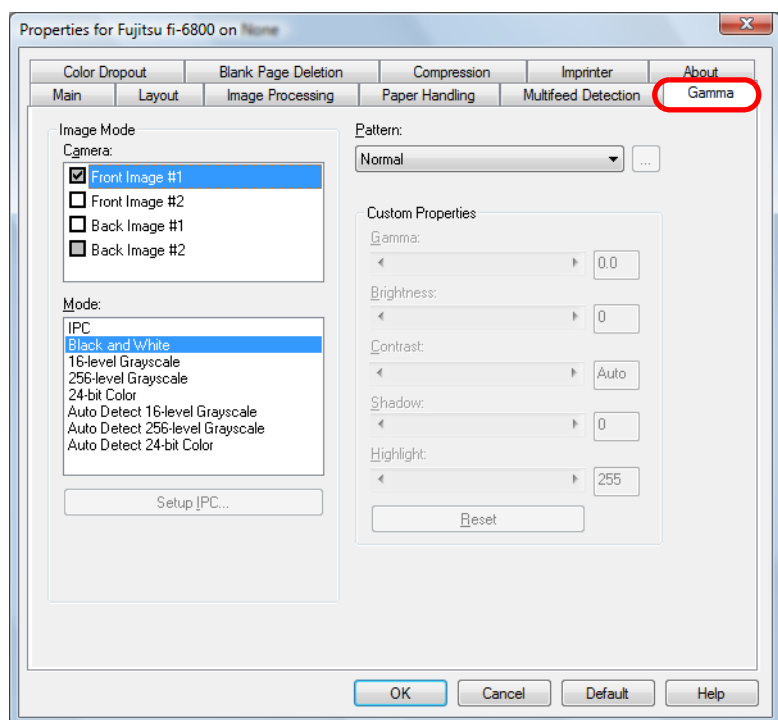 Properties for Fujitsu fi-6800 on None
Color Dropout Blank Page Deletion Compression Imprinter About
Main Layout Image Processing Paper Handling Multifeed Detection Gamma
Image Mode
Camera:
Front Image #1
Front Image #2
Back Image #1
Back Image #2
Mode:
IPC
Black and White
16-level Grayscale
256-level Grayscale
24-bit Color
Auto Detect 16-level Grayscale
Auto Detect 256-level Grayscale
Auto Detect 24-bit Color
Setup IPC...
Pattern:
Normal ...
Custom Properties
Gamma:
0.0
Brightness:
0
Contrast:
Auto
Shadow:
0
Highlight:
255
Reset
OK Cancel Default Help